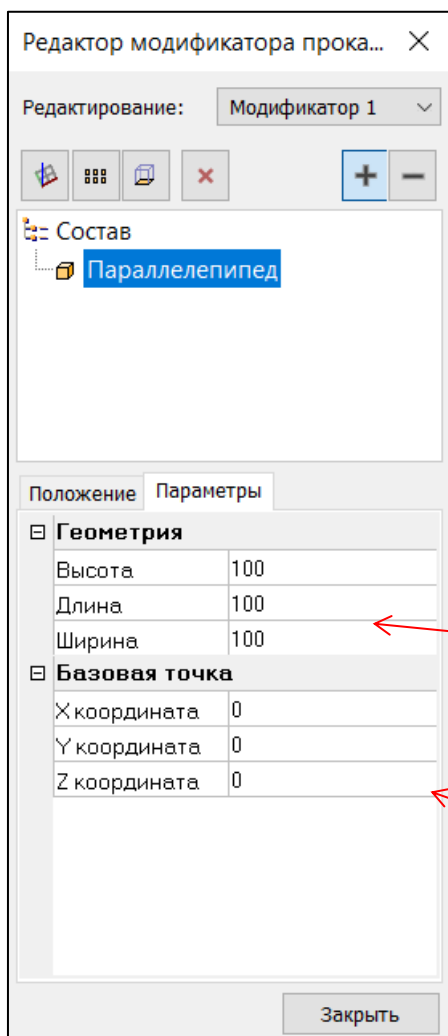 Редактор модификатора прока...
Редактирование: Модификатор 1
Состав
Параллелепипед
Положение Параметры
Геометрия
Высота 100
Длина 100
Ширина 100
Базовая точка
X координата 0
Y координата 0
Z координата 0
Закрыть